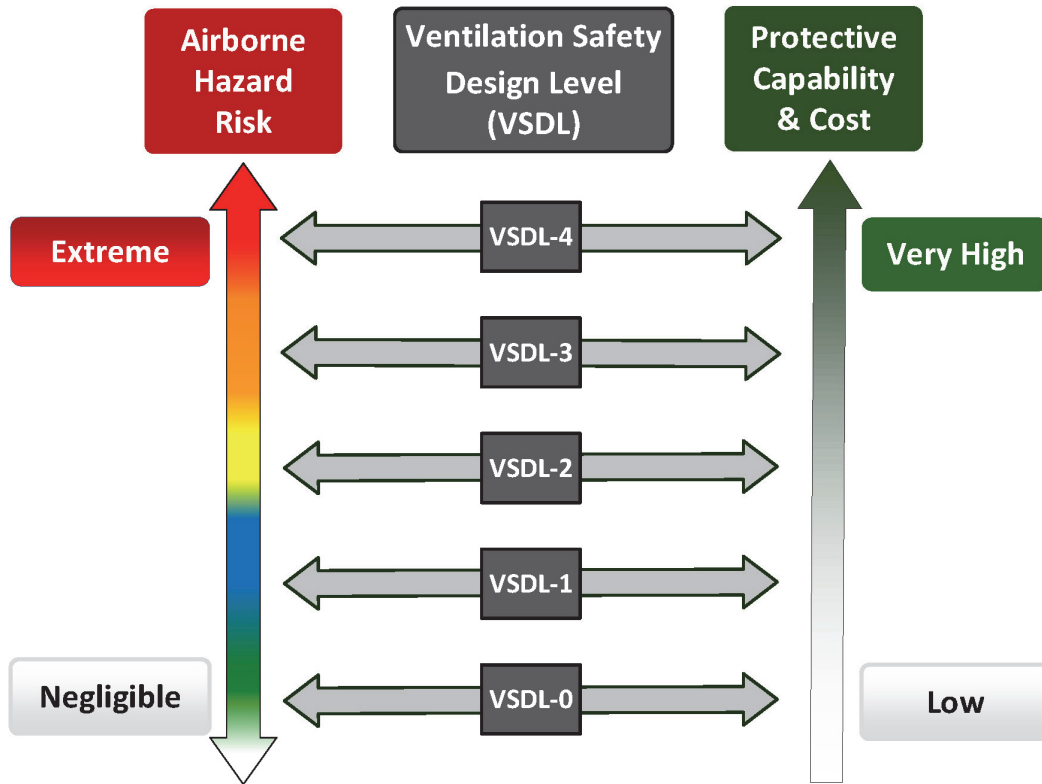 Airborne
Hazard
Risk
Ventilation Safety
Design Level
(VSDL)
Protective
Capability
& Cost
Extreme
VSDL-4
Very High
VSDL-3
VSDL-2
VSDL-1
Negligible
VSDL-0
Low